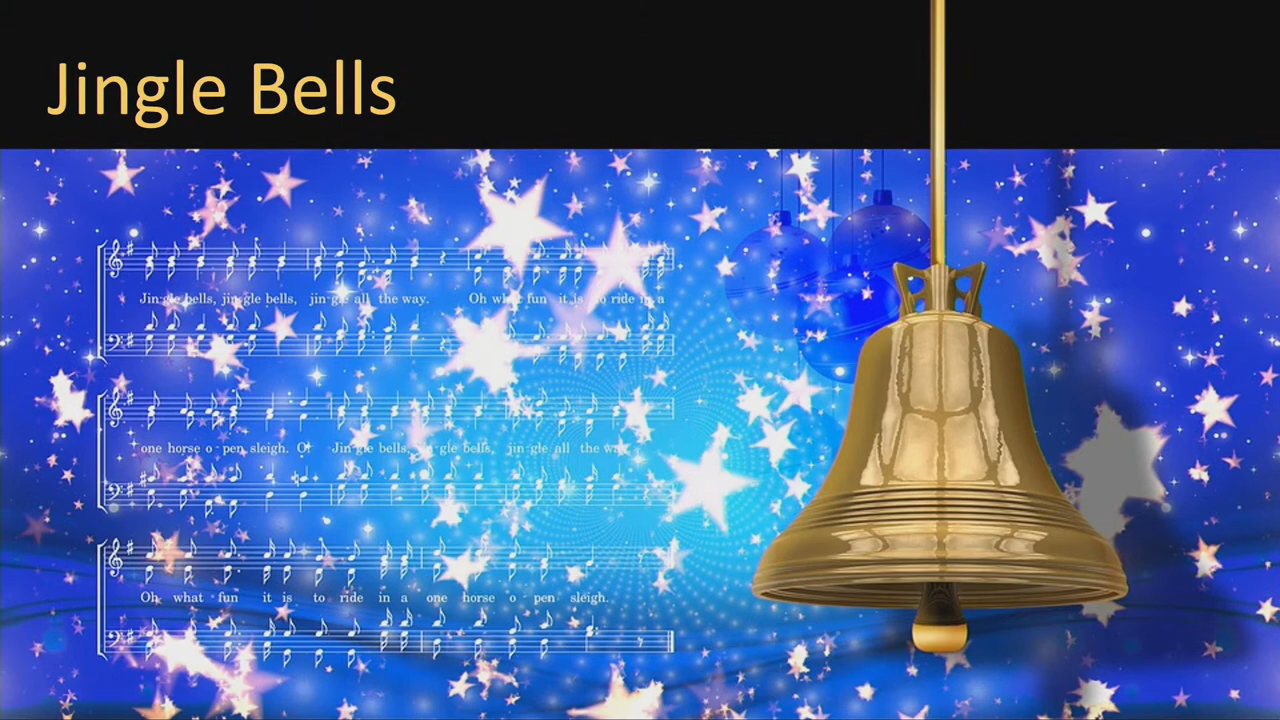 Jingle Bells
Jin-gle bells, jin-gle bells, jin-gle all the way. Oh what fun it is to ride in a
one horse o - pen sleigh. O! Jin-gle bells, jin-gle bells, jin-gle all the way.
Oh what fun it is to ride in a one horse o - pen sleigh.